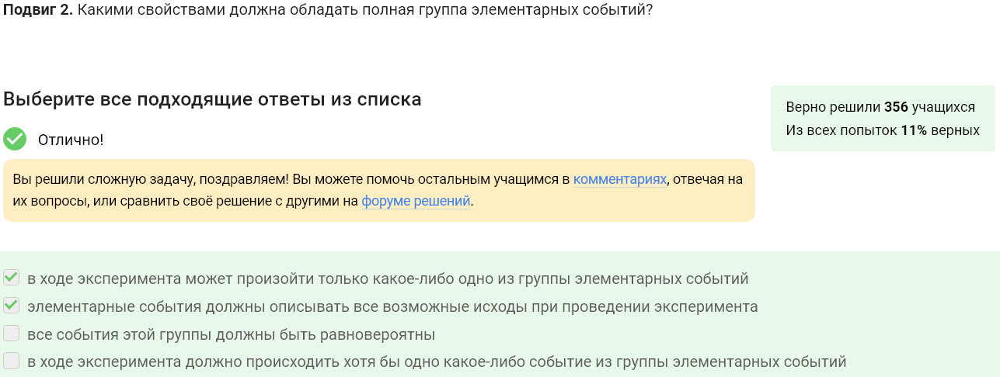 Подвиг 2. Какими свойствами должна обладать полная группа элементарных событий?
Выберите все подходящие ответы из списка
Верно решили 356 учащихся
Из всех попыток 11% верных
Отлично!
Вы решили сложную задачу, поздравляем! Вы можете помочь остальным учащимся в комментариях, отвечая на
их вопросы, или сравнить своё решение с другими на форуме решений.
в ходе эксперимента может произойти только какое-либо одно из группы элементарных событий
элементарные события должны описывать все возможные исходы при проведении эксперимента
все события этой группы должны быть равновероятны
в ходе эксперимента должно происходить хотя бы одно какое-либо событие из группы элементарных событий